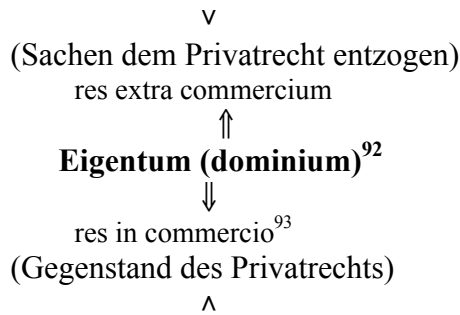 ˅
(Sachen dem Privatrecht entzogen)
res extra commercium
⇑
Eigentum (dominium)⁹²
⇓
res in commercio⁹³
(Gegenstand des Privatrechts)
˄